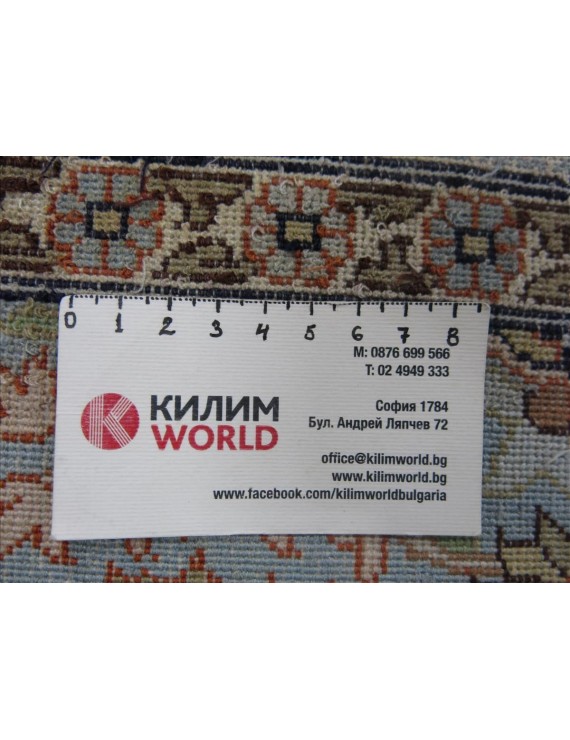 0 1 2 3 4 5 6 7 8
M: 0876 699 566
T: 02 4949 333
КИЛИМ
WORLD
София 1784
Бул. Андрей Ляпчев 72
office@kilimworld.bg
www.kilimworld.bg
www.facebook.com/kilimworldbulgaria